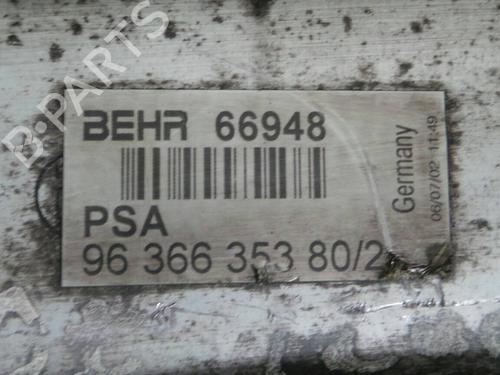 BEHR 66948
PSA
96 366 353 80/2
Germany
06/07/02 11:49
B-PARTS